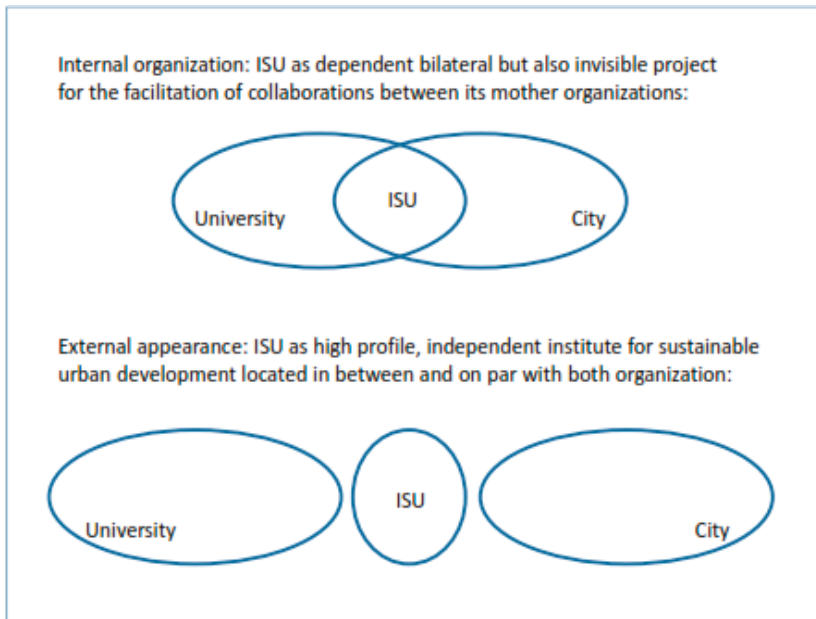 Internal organization: ISU as dependent bilateral but also invisible project
for the facilitation of collaborations between its mother organizations:
ISU
University
City
External appearance: ISU as high profile, independent institute for sustainable
urban development located in between and on par with both organization:
ISU
University
City